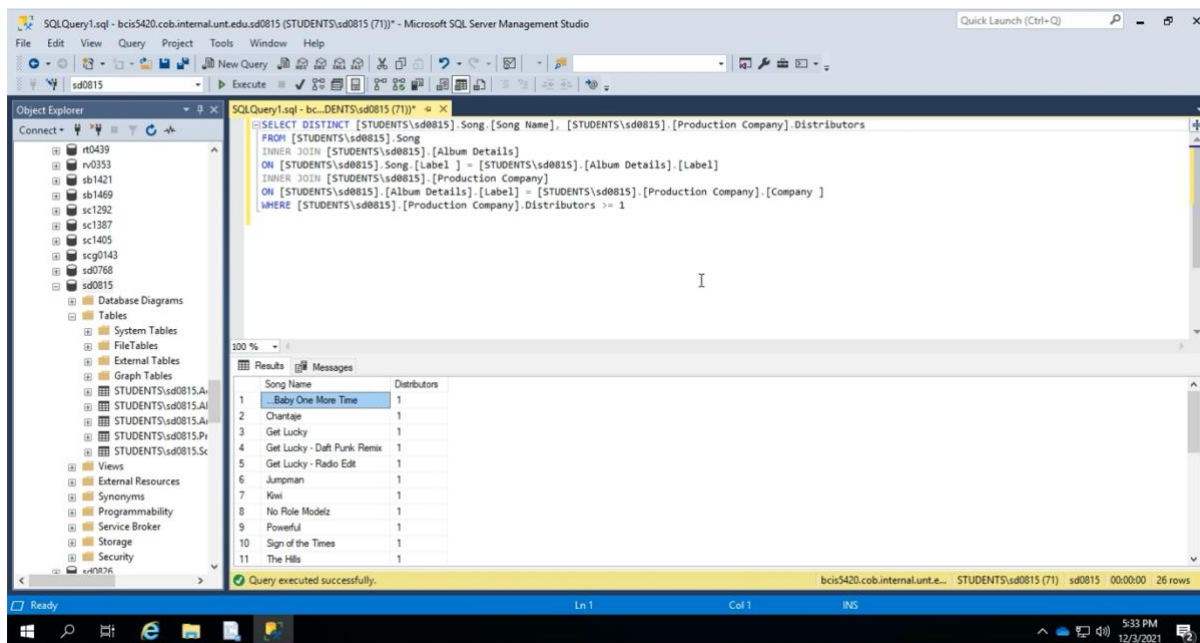 SQLQuery1.sql - bcis5420.cob.internal.unt.edu.sd0815 (STUDENTS\sd0815 (71))* - Microsoft SQL Server Management Studio
Quick Launch (Ctrl+Q)
File Edit View Query Project Tools Window Help
New Query
sd0815
Execute
Object Explorer
SQLQuery1.sql - bc...DENTS\sd0815 (71))*
Connect
rt0439
rv0353
sb1421
sb1469
sc1292
sc1387
sc1405
scg0143
sd0768
sd0815
Database Diagrams
Tables
System Tables
FileTables
External Tables
Graph Tables
STUDENTS\sd0815.A
STUDENTS\sd0815.Al
STUDENTS\sd0815.A
STUDENTS\sd0815.Pr
STUDENTS\sd0815.Sc
Views
External Resources
Synonyms
Programmability
Service Broker
Storage
Security
sd0826
SELECT DISTINCT [STUDENTS\sd0815].Song.[Song Name], [STUDENTS\sd0815].[Production Company].Distributors
FROM [STUDENTS\sd0815].Song
INNER JOIN [STUDENTS\sd0815].[Album Details]
ON [STUDENTS\sd0815].Song.[Label ] = [STUDENTS\sd0815].[Album Details].[Label]
INNER JOIN [STUDENTS\sd0815].[Production Company]
ON [STUDENTS\sd0815].[Album Details].[Label] = [STUDENTS\sd0815].[Production Company].[Company ]
WHERE [STUDENTS\sd0815].[Production Company].Distributors >= 1
100 %
Results Messages
Song Name Distributors
1 ...Baby One More Time 1
2 Chantaje 1
3 Get Lucky 1
4 Get Lucky - Daft Punk Remix 1
5 Get Lucky - Radio Edit 1
6 Jumpman 1
7 Kiwi 1
8 No Role Modelz 1
9 Powerful 1
10 Sign of the Times 1
11 The Hills 1
Query executed successfully.
bcis5420.cob.internal.unt.e... STUDENTS\sd0815 (71) sd0815 00:00:00 26 rows
Ready Ln 1 Col 1 INS
5:33 PM
12/3/2021